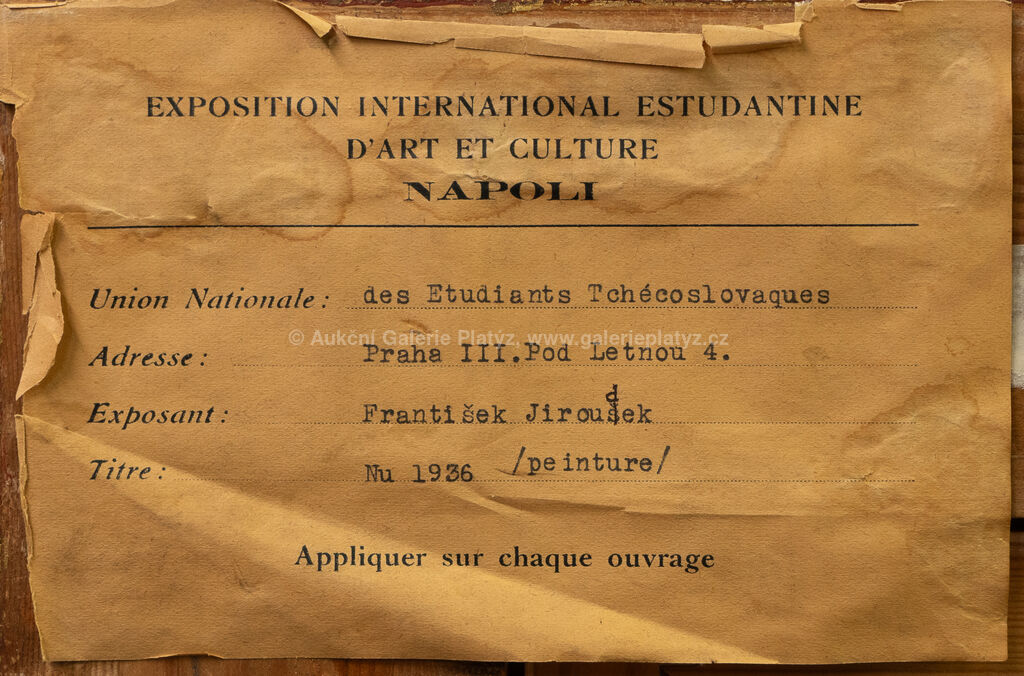 EXPOSITION INTERNATIONAL ESTUDANTINE
D'ART ET CULTURE
NAPOLI
Union Nationale: des Etudiants Tchécoslovaques
© Aukční Galerie Platýz, www.galerieplatyz.cz
Adresse: Praha III.Pod Letnou 4.
Exposant: František Jiroudek
Titre: Nu 1936 /peinture/
Appliquer sur chaque ouvrage